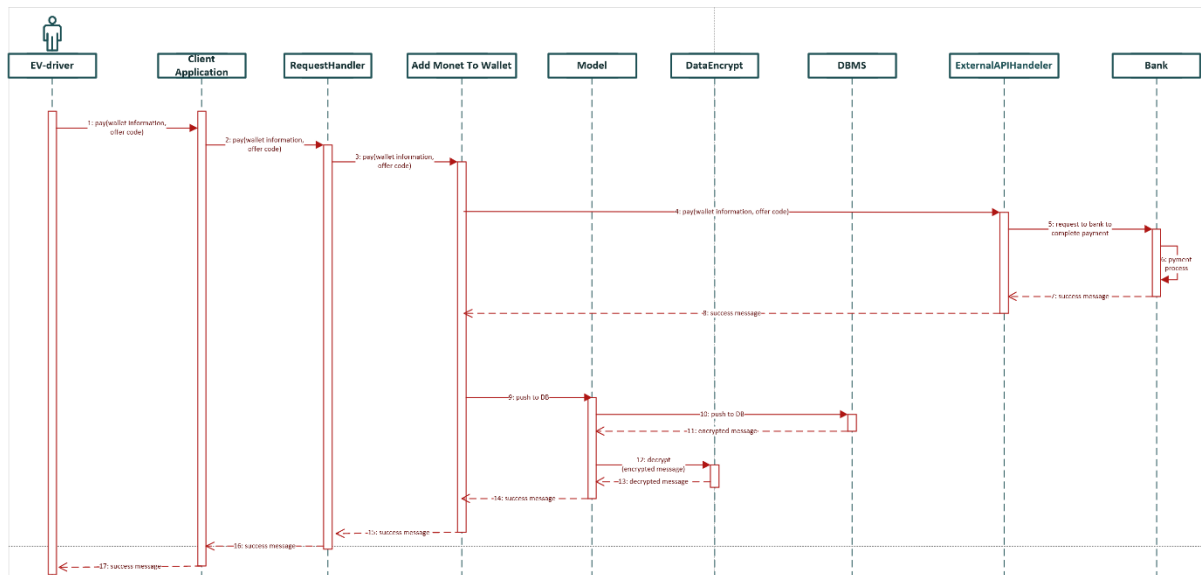 EV-driver
Client
Application
RequestHandler
Add Monet To Wallet
Model
DataEncrypt
DBMS
ExternalAPIHandeler
Bank
1: pay(wallet information,
offer code)
2: pay(wallet information,
offer code)
3: pay(wallet information,
offer code)
4: pay(wallet information, offer code)
5: request to bank to
complete payment
6: pyment
process
7: success message
8: success message
9: push to DB
10: push to DB
11: encrypted message
12: decrypt
(encrypted message)
13: decrypted message
14: success message
15: success message
16: success message
17: success message